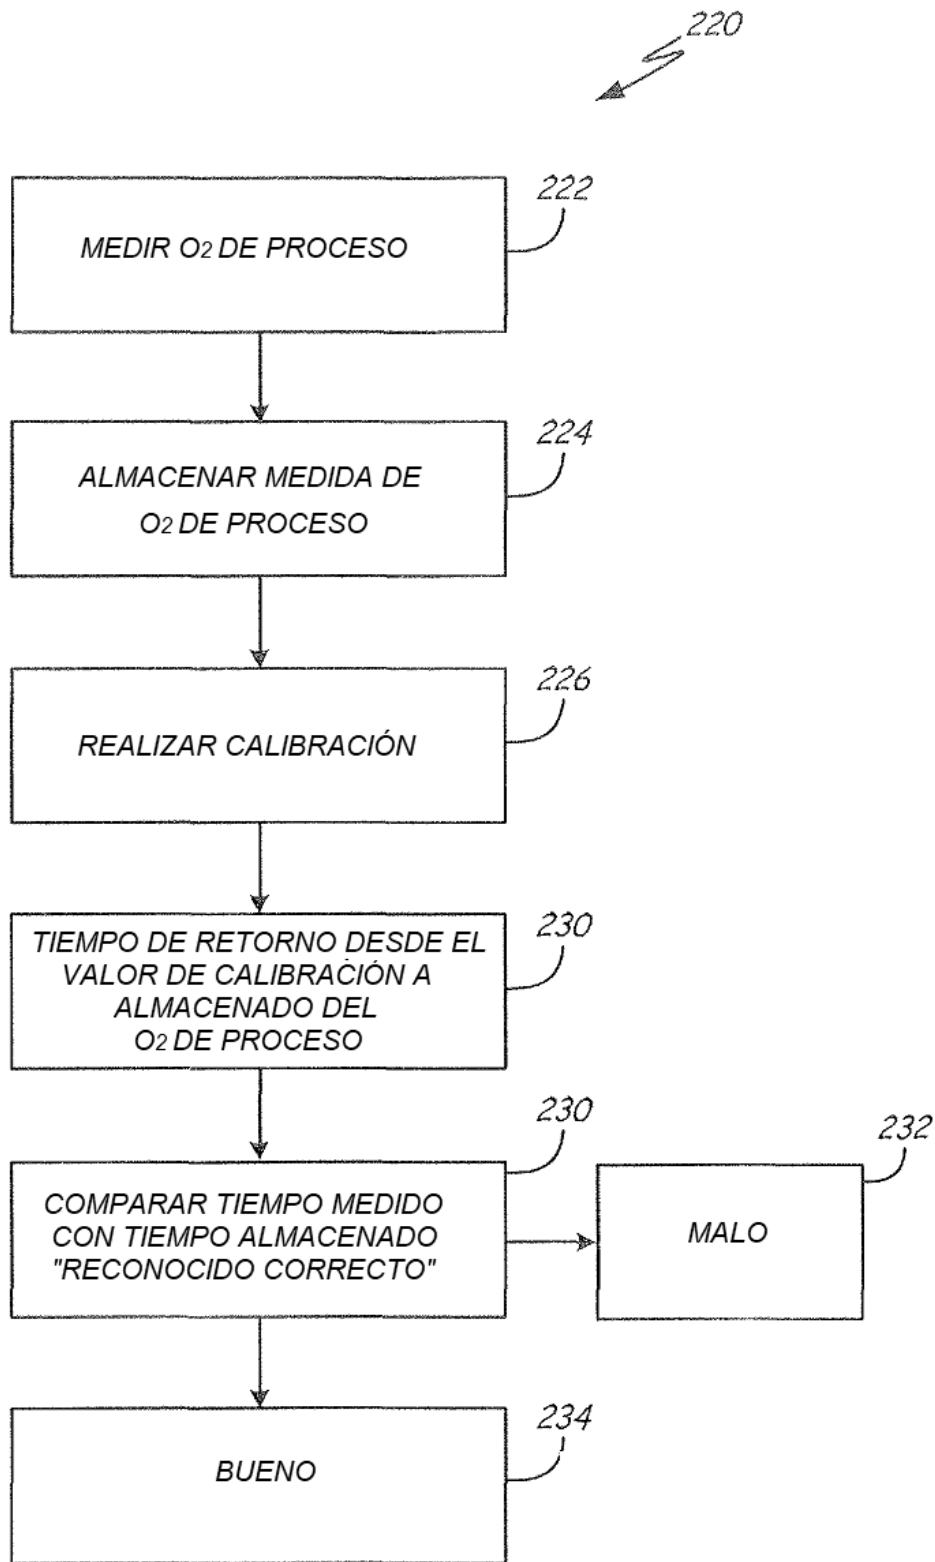 220
222
MEDIR O2 DE PROCESO
224
ALMACENAR MEDIDA DE
O2 DE PROCESO
226
REALIZAR CALIBRACIÓN
230
TIEMPO DE RETORNO DESDE EL
VALOR DE CALIBRACIÓN A
ALMACENADO DEL
O2 DE PROCESO
230
COMPARAR TIEMPO MEDIDO
CON TIEMPO ALMACENADO
"RECONOCIDO CORRECTO"
232
MALO
234
BUENO